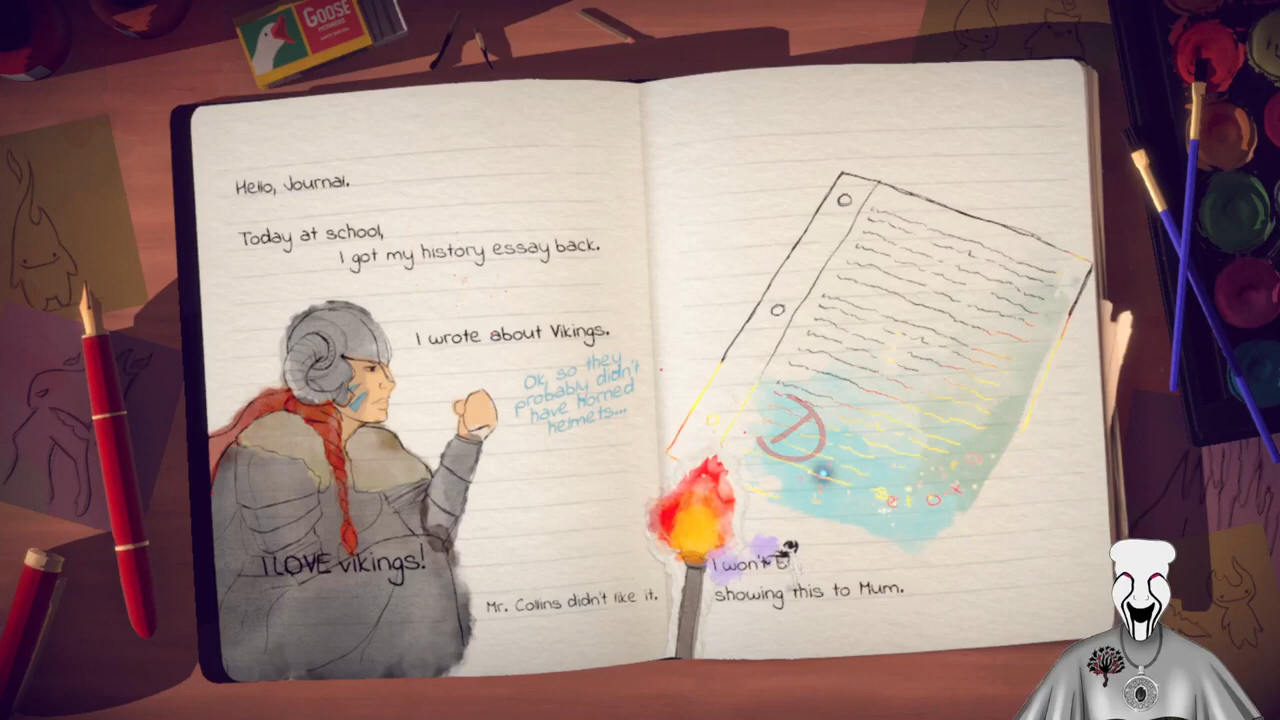 GOOSE
Hello, Journal.
Today at school,
I got my history essay back.
I wrote about Vikings.
Ok, so they
probably didn't
have horned
helmets...
I LOVE vikings!
Mr. Collins didn't like it.
D
I won't
showing this to Mum.